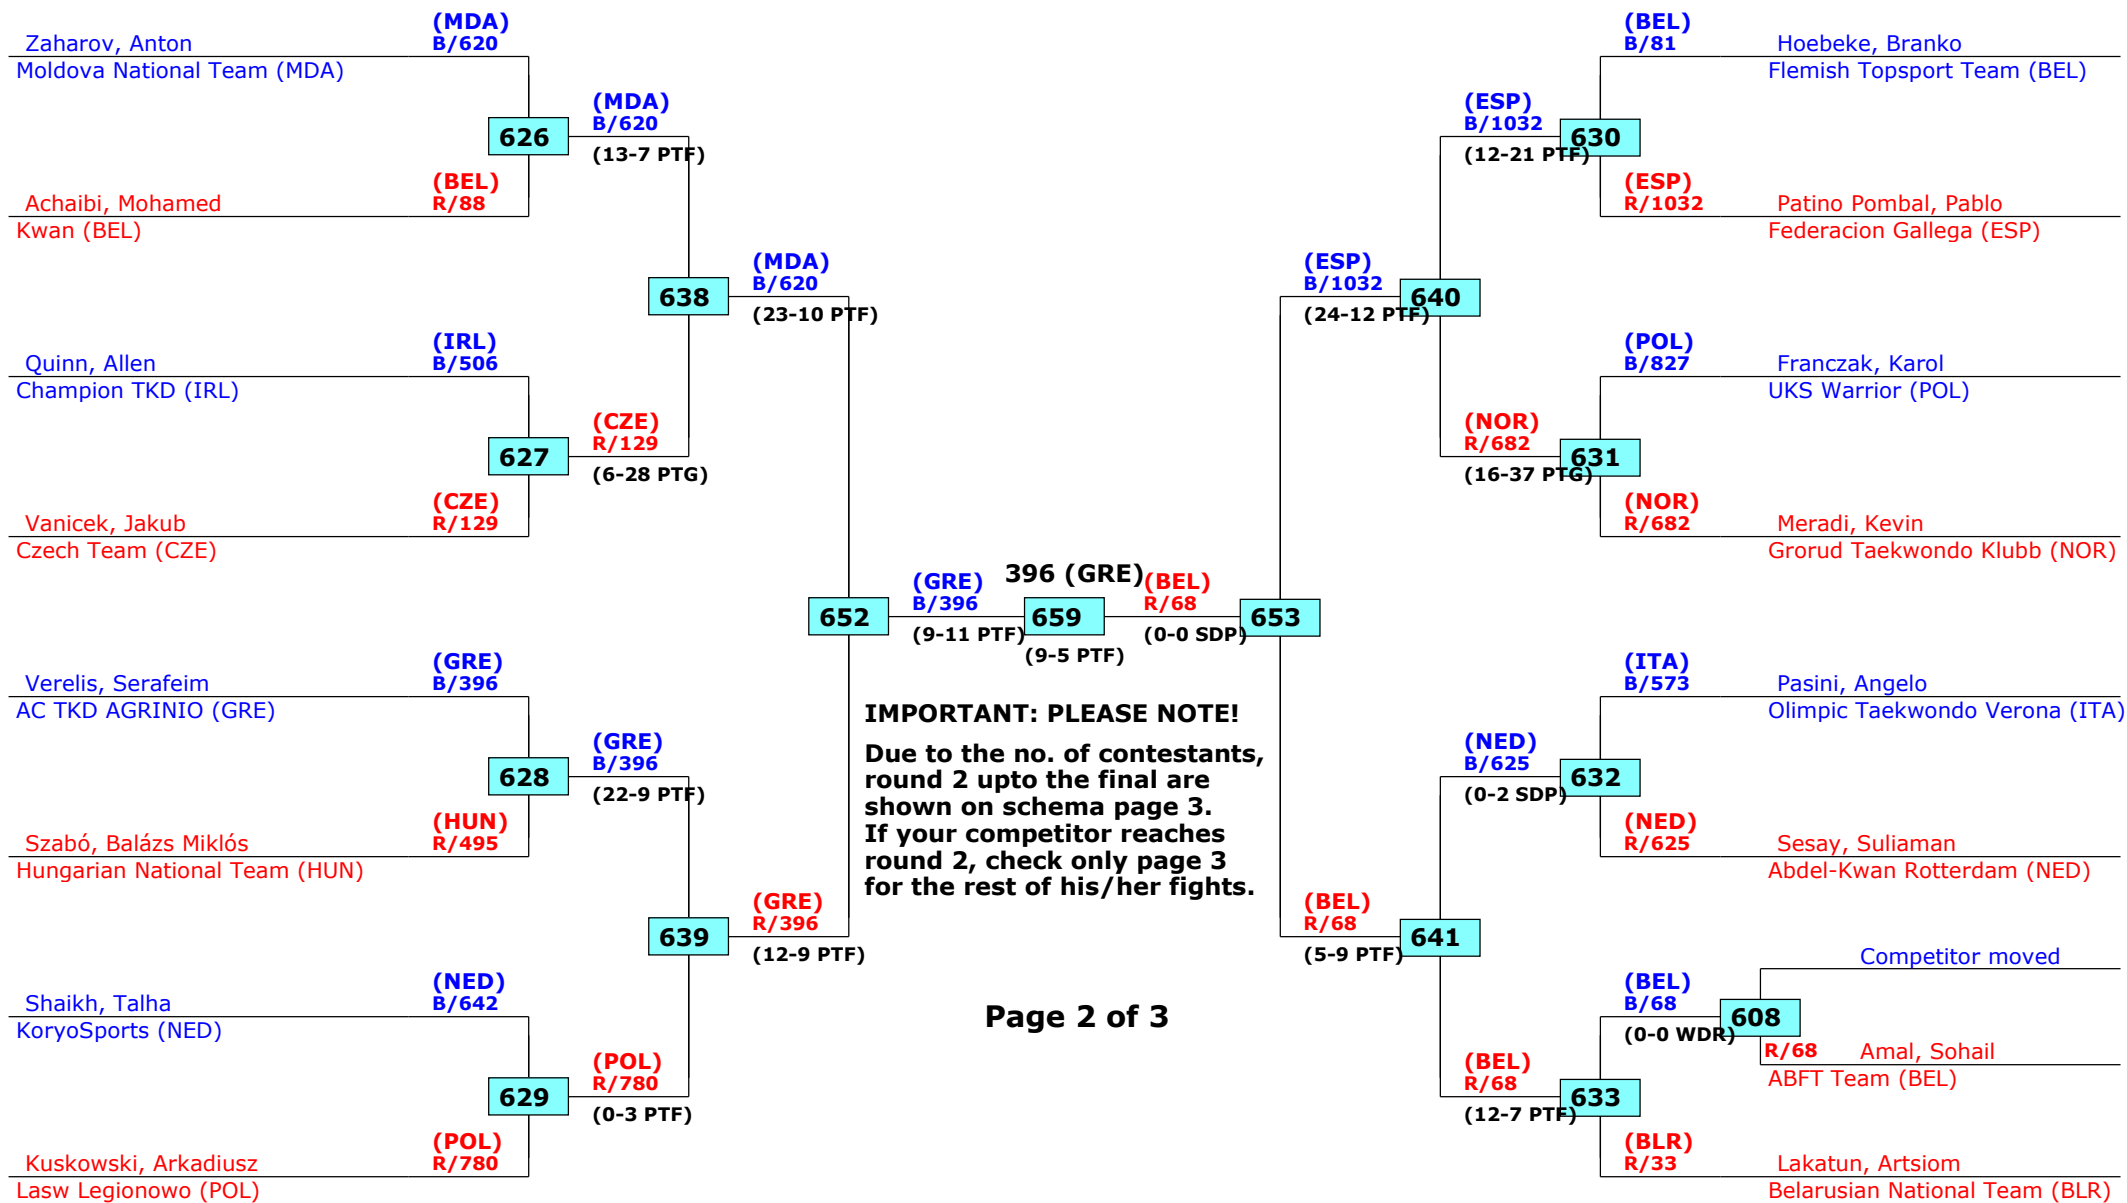 (MDA)
Zaharov, Anton B/620
Moldova National Team (MDA)
(MDA)
B/620
626
(13-7 PTF)
(BEL)
Achaibi, Mohamed R/88
Kwan (BEL)
(MDA)
B/620
638
(23-10 PTF)
(IRL)
Quinn, Allen B/506
Champion TKD (IRL)
(CZE)
R/129
627
(6-28 PTG)
(CZE)
Vanicek, Jakub R/129
Czech Team (CZE)
(GRE)
B/396
652
(9-11 PTF)
(GRE)
Verelis, Serafeim B/396
AC TKD AGRINIO (GRE)
(GRE)
B/396
628
(22-9 PTF)
(HUN)
Szabó, Balázs Miklós R/495
Hungarian National Team (HUN)
(GRE)
R/396
639
(12-9 PTF)
(NED)
Shaikh, Talha B/642
KoryoSports (NED)
(POL)
R/780
629
(0-3 PTF)
(POL)
Kuskowski, Arkadiusz R/780
Lasw Legionowo (POL)
396 (GRE)
659
(9-5 PTF)
IMPORTANT: PLEASE NOTE!
Due to the no. of contestants,
round 2 upto the final are
shown on schema page 3.
If your competitor reaches
round 2, check only page 3
for the rest of his/her fights.
Page 2 of 3
(BEL)
B/81 Hoebeke, Branko
Flemish Topsport Team (BEL)
(ESP)
B/1032
630
(12-21 PTF)
(ESP)
R/1032 Patino Pombal, Pablo
Federacion Gallega (ESP)
(ESP)
B/1032
640
(24-12 PTF)
(POL)
B/827 Franczak, Karol
UKS Warrior (POL)
(NOR)
R/682
631
(16-37 PTG)
(NOR)
R/682 Meradi, Kevin
Grorud Taekwondo Klubb (NOR)
(BEL)
R/68
653
(0-0 SDP)
(ITA)
B/573 Pasini, Angelo
Olimpic Taekwondo Verona (ITA)
(NED)
B/625
632
(0-2 SDP)
(NED)
R/625 Sesay, Suliaman
Abdel-Kwan Rotterdam (NED)
(BEL)
R/68
641
(5-9 PTF)
Competitor moved
(BEL)
B/68
608
(0-0 WDR)
R/68 Amal, Sohail
ABFT Team (BEL)
(BEL)
R/68
633
(12-7 PTF)
(BLR)
R/33 Lakatun, Artsiom
Belarusian National Team (BLR)